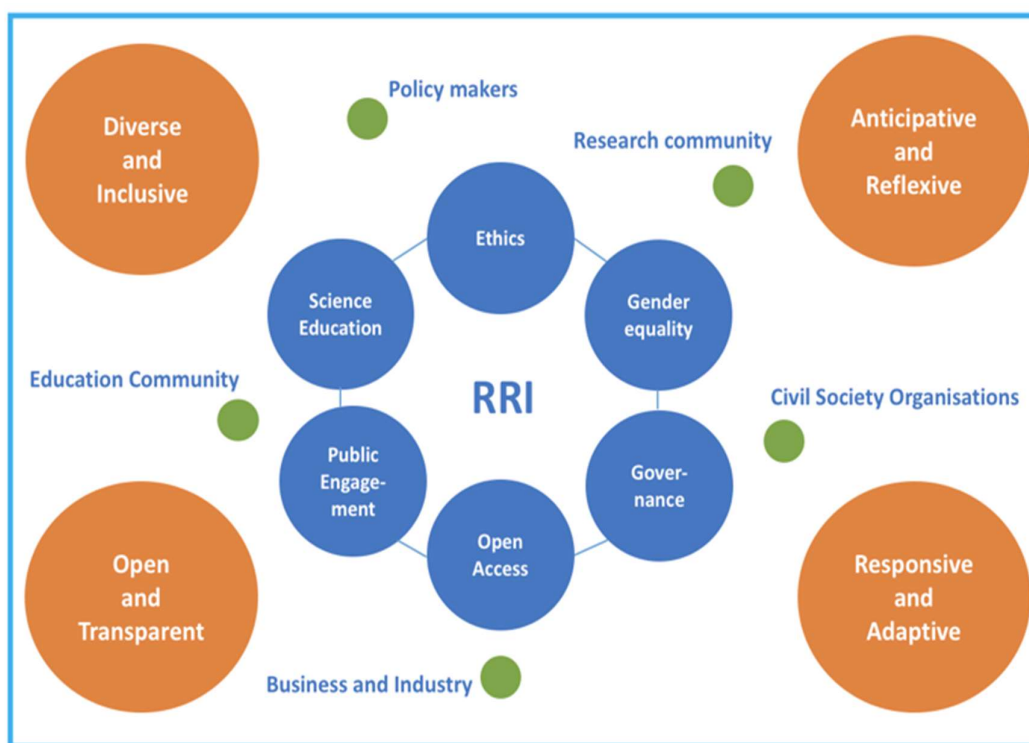 Policy makers
Diverse
and
Inclusive
Anticipative
and
Reflexive
Research community
Ethics
Science
Education
Gender
equality
Education Community
RRI
Civil Society Organisations
Public
Engage-
ment
Gover-
nance
Open
Access
Open
and
Transparent
Responsive
and
Adaptive
Business and Industry